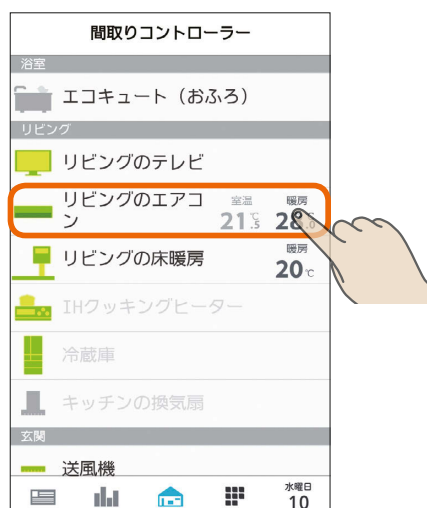 間取りコントローラー
浴室
エコキュート（おふろ）
リビング
リビングのテレビ
リビングのエアコン
室温
21℃.5
暖房
28℃.0
リビングの床暖房
暖房
20℃
IHクッキングヒーター
冷蔵庫
キッチンの換気扇
玄関
送風機
水曜日
10